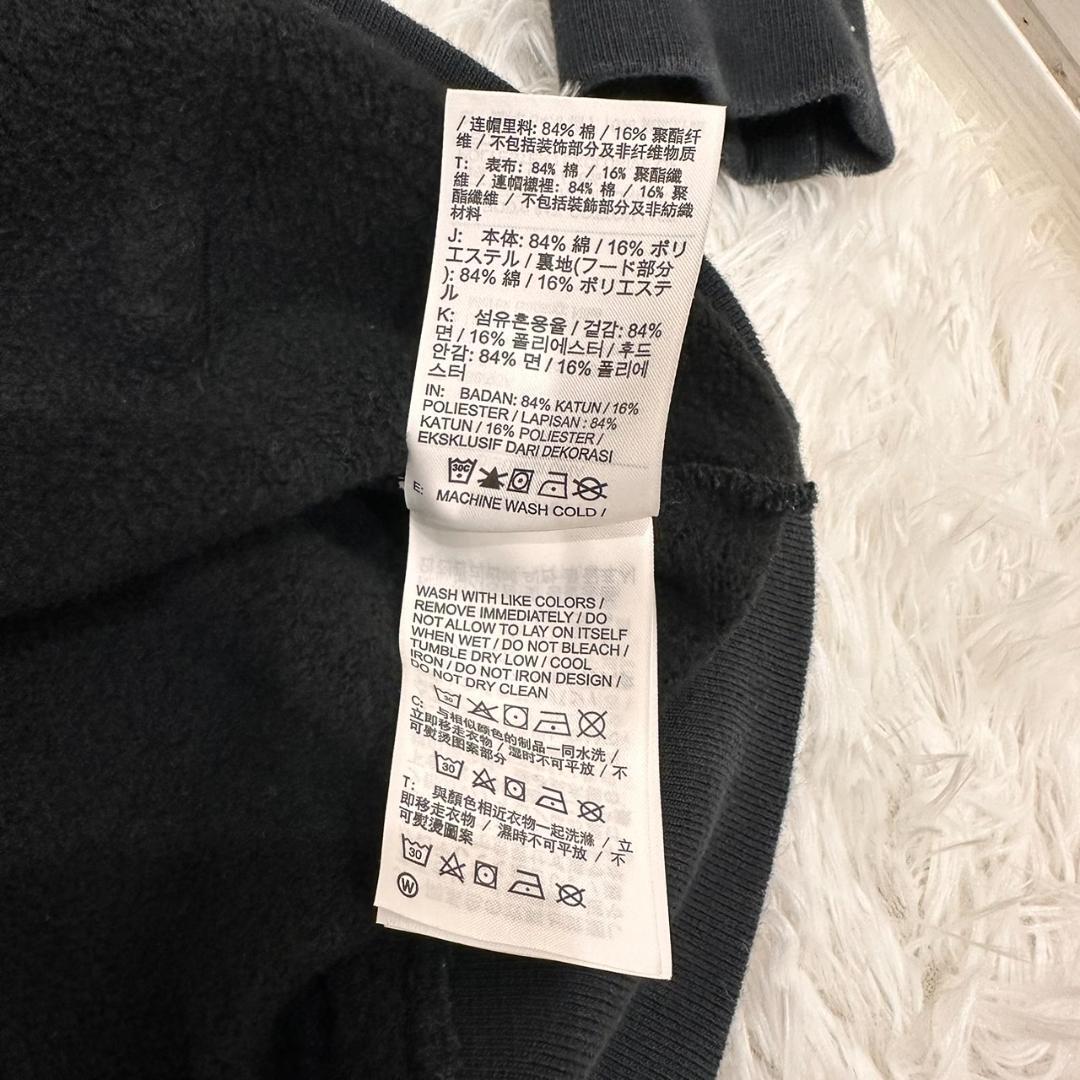 / 连帽里料: 84% 棉 / 16% 聚酯纤
维 / 不包括装饰部分及非纤维物质
T: 表布: 84% 棉 / 16% 聚酯纖
維 / 連帽襯裡: 84% 棉 / 16% 聚
酯纖維 / 不包括裝飾部分及非紡織
材料
J: 本体: 84% 綿 / 16% ポリ
エステル / 裏地(フード部分
): 84% 綿 / 16% ポリエステ
ル
K: 섬유혼용율 / 겉감: 84%
면 / 16% 폴리에스터 / 후드
안감: 84% 면 / 16% 폴리에
스터
IN: BADAN: 84% KATUN / 16%
POLIESTER / LAPISAN : 84%
KATUN / 16% POLIESTER /
EKSKLUSIF DARI DEKORASI
30C
E: MACHINE WASH COLD /
WASH WITH LIKE COLORS /
REMOVE IMMEDIATELY / DO
NOT ALLOW TO LAY ON ITSELF
WHEN WET / DO NOT BLEACH /
TUMBLE DRY LOW / COOL
IRON / DO NOT IRON DESIGN /
DO NOT DRY CLEAN
30
C: 与相似颜色的制品一同水洗 /
立即移走衣物 / 湿时不可平放 / 不
可熨烫图案部分
30
T: 與顏色相近衣物一起洗滌 / 立
即移走衣物 / 濕時不可平放 / 不
可熨燙圖案
30
W